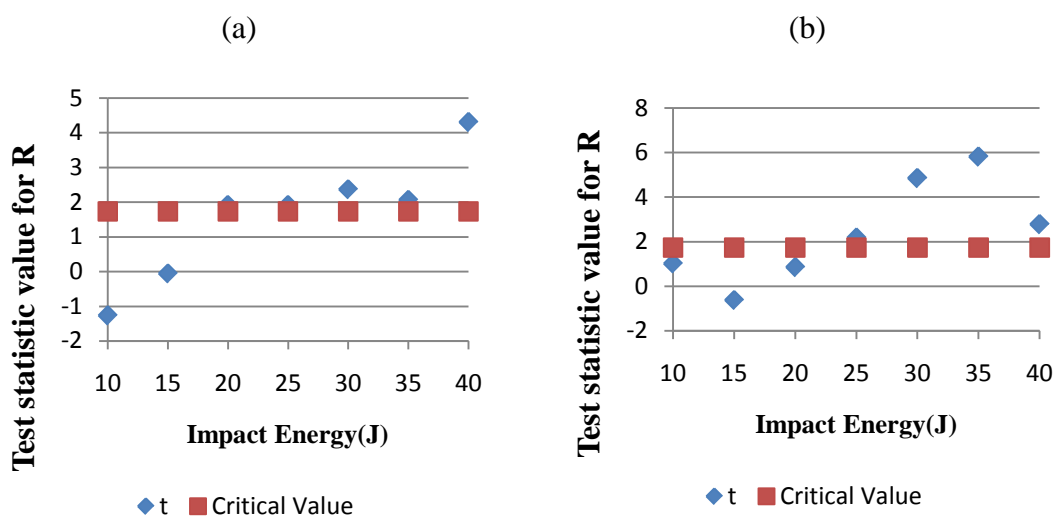 (a)
Test statistic value for R
5
4
3
2
1
0
-1
-2
10 15 20 25 30 35 40
Impact Energy(J)
t Critical Value
(b)
Test statistic value for R
8
6
4
2
0
-2
10 15 20 25 30 35 40
Impact Energy(J)
t Critical Value